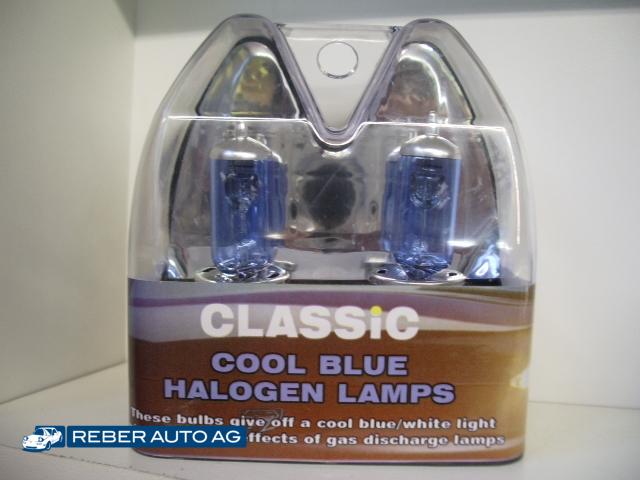 CLASSiC
COOL BLUE
HALOGEN LAMPS
These bulbs give off a cool blue/white light
effects of gas discharge lamps
REBER AUTO AG